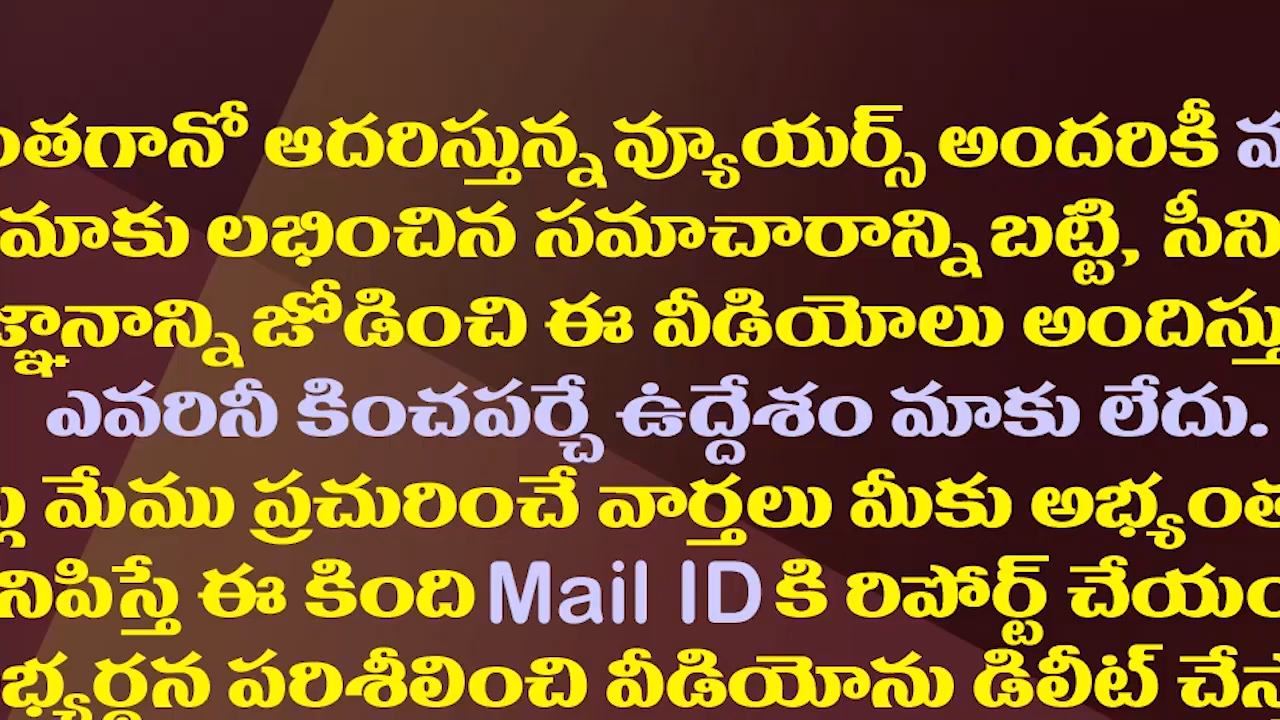 ఆదరిస్తున్న వ్యూయర్స్ అందరికీ
మాకు లభించిన సమాచారాన్ని బట్టి,
జోడించి ఈ వీడియోలు
ఎవరినీ కించపర్చే ఉద్దేశం మాకు లేదు.
మేము ప్రచురించే వార్తలు మీకు
ఈ కింది Mail ID కి రిపోర్ట్
పరిశీలించి వీడియోను డిలీట్